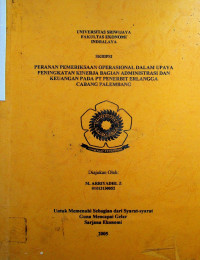 UNIVERSITAS SRIWIJAYA
FAKULTAS EKONOMI
INDRALAYA
SKRIPSI
PERANAN PEMERIKSAAN OPERASIONAL DALAM UPAYA
PENINGKATAN KINERJA BAGIAN ADMINISTRASI DAN
KEUANGAN PADA PT PENERBIT ERLANGGA
CABANG PALEMBANG
Diajukan Oleh:
M. ARRIYADHI. Z
Untuk Memenuhi Sebagian dari Syarat-syarat
Guna Mencapai Gelar
Sarjana Ekonomi
2005